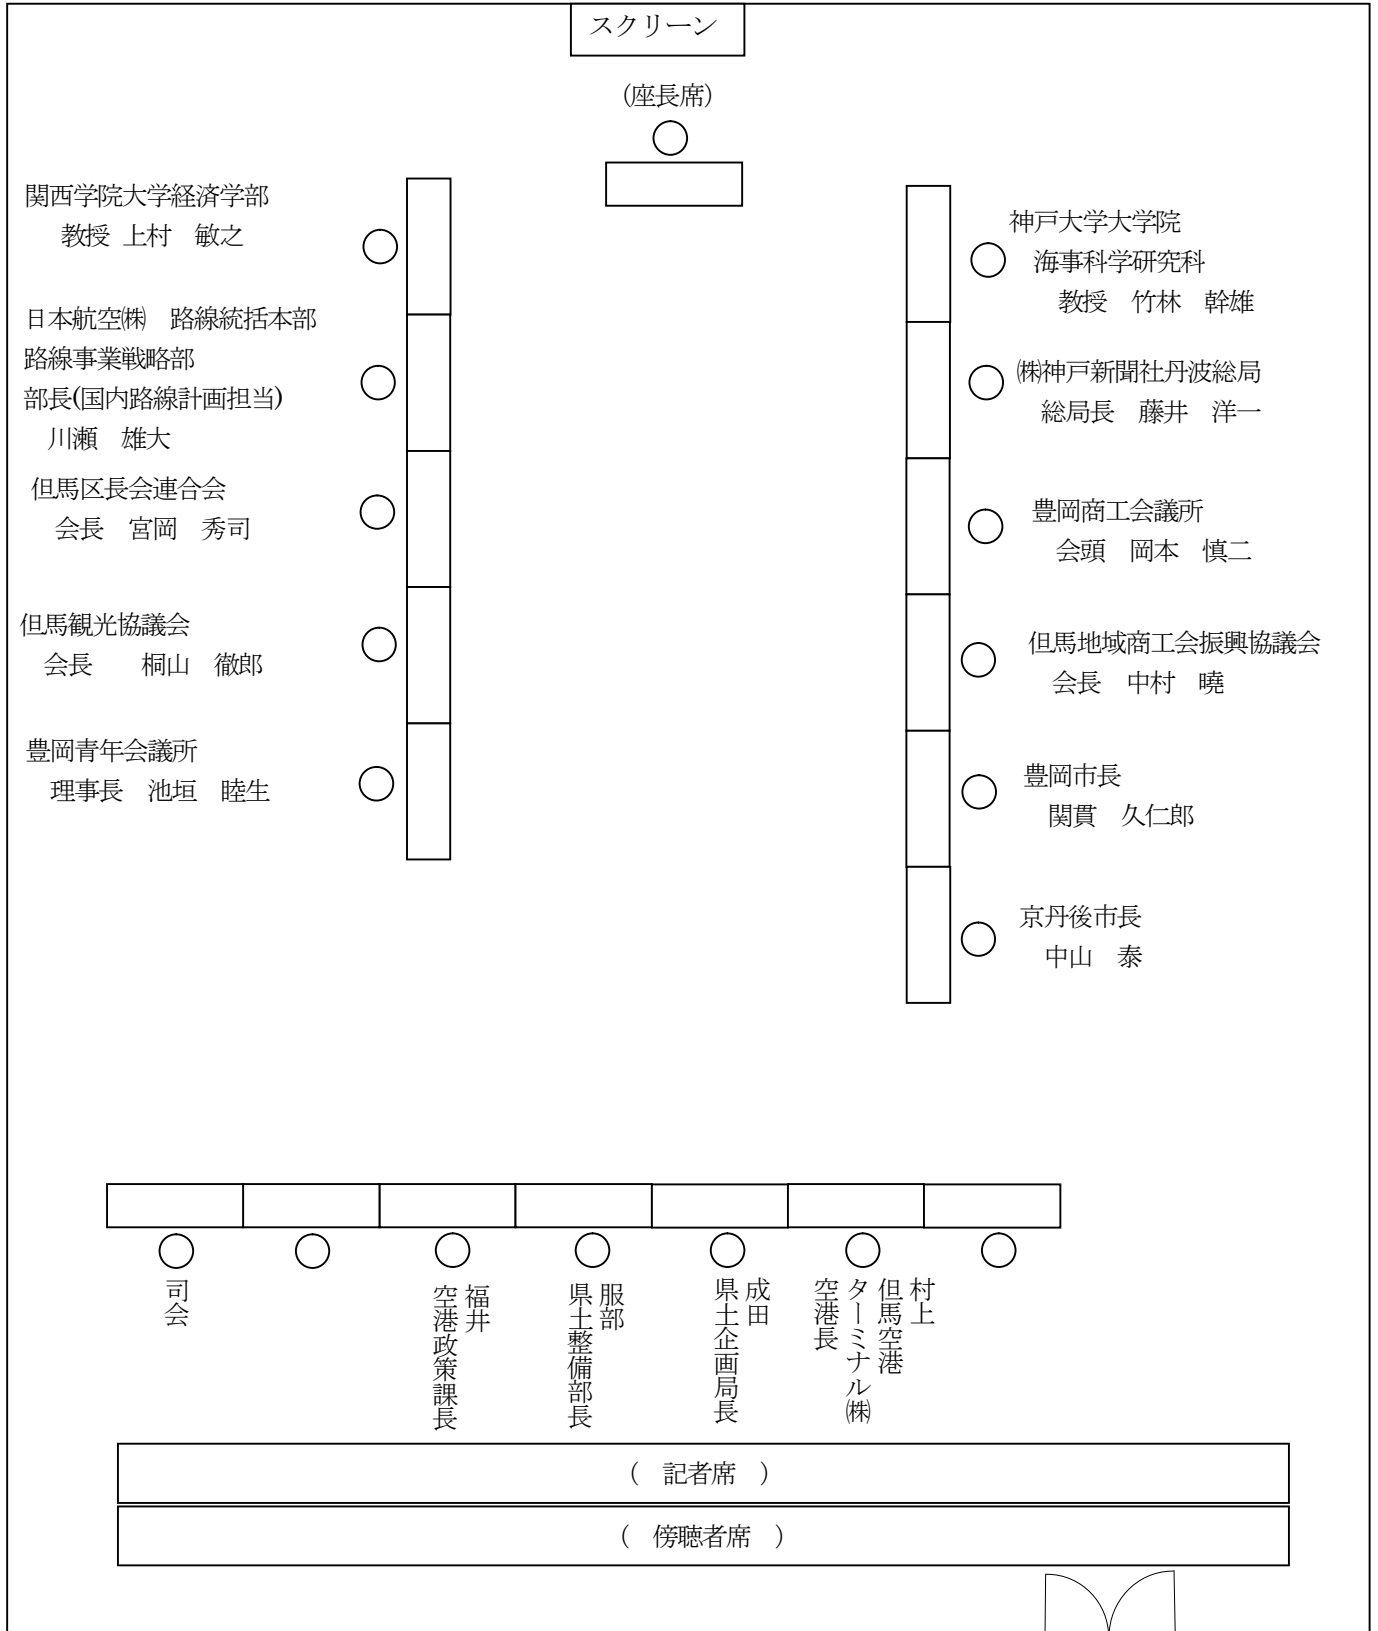 スクリーン
(座長席)
関西学院大学経済学部
教授 上村　敏之
日本航空㈱　路線統括本部
路線事業戦略部
部長(国内路線計画担当)
川瀬　雄大
但馬区長会連合会
会長　宮岡　秀司
但馬観光協議会
会長　　桐山　徹郎
豊岡青年会議所
理事長　池垣　睦生
神戸大学大学院
海事科学研究科
教授　竹林　幹雄
㈱神戸新聞社丹波総局
総局長　藤井　洋一
豊岡商工会議所
会頭　岡本　慎二
但馬地域商工会振興協議会
会長　中村　曉
豊岡市長
関貫　久仁郎
京丹後市長
中山　泰
司会
福井
空港政策課長
服部
県土整備部長
成田
県土企画局長
村上
但馬空港
ターミナル㈱
空港長
(　記者席　)
(　傍聴者席　)